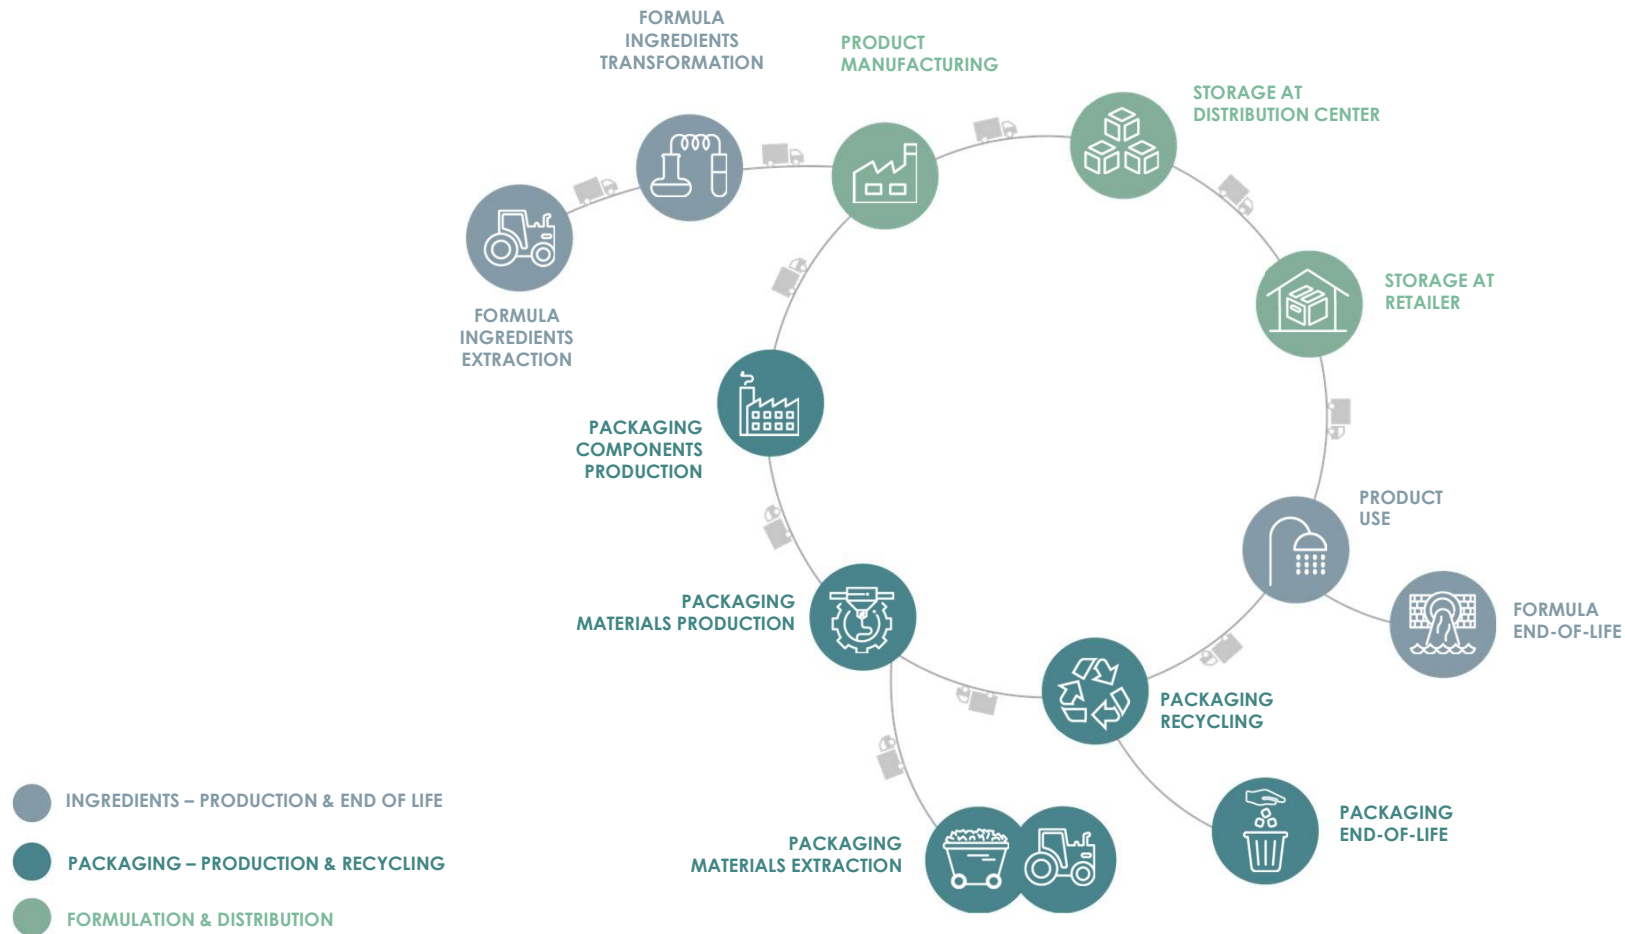 FORMULA
INGREDIENTS
TRANSFORMATION
PRODUCT
MANUFACTURING
STORAGE AT
DISTRIBUTION CENTER
STORAGE AT
RETAILER
FORMULA
INGREDIENTS
EXTRACTION
PACKAGING
COMPONENTS
PRODUCTION
PRODUCT
USE
PACKAGING
MATERIALS PRODUCTION
FORMULA
END-OF-LIFE
PACKAGING
RECYCLING
PACKAGING
END-OF-LIFE
PACKAGING
MATERIALS EXTRACTION
INGREDIENTS – PRODUCTION & END OF LIFE
PACKAGING – PRODUCTION & RECYCLING
FORMULATION & DISTRIBUTION